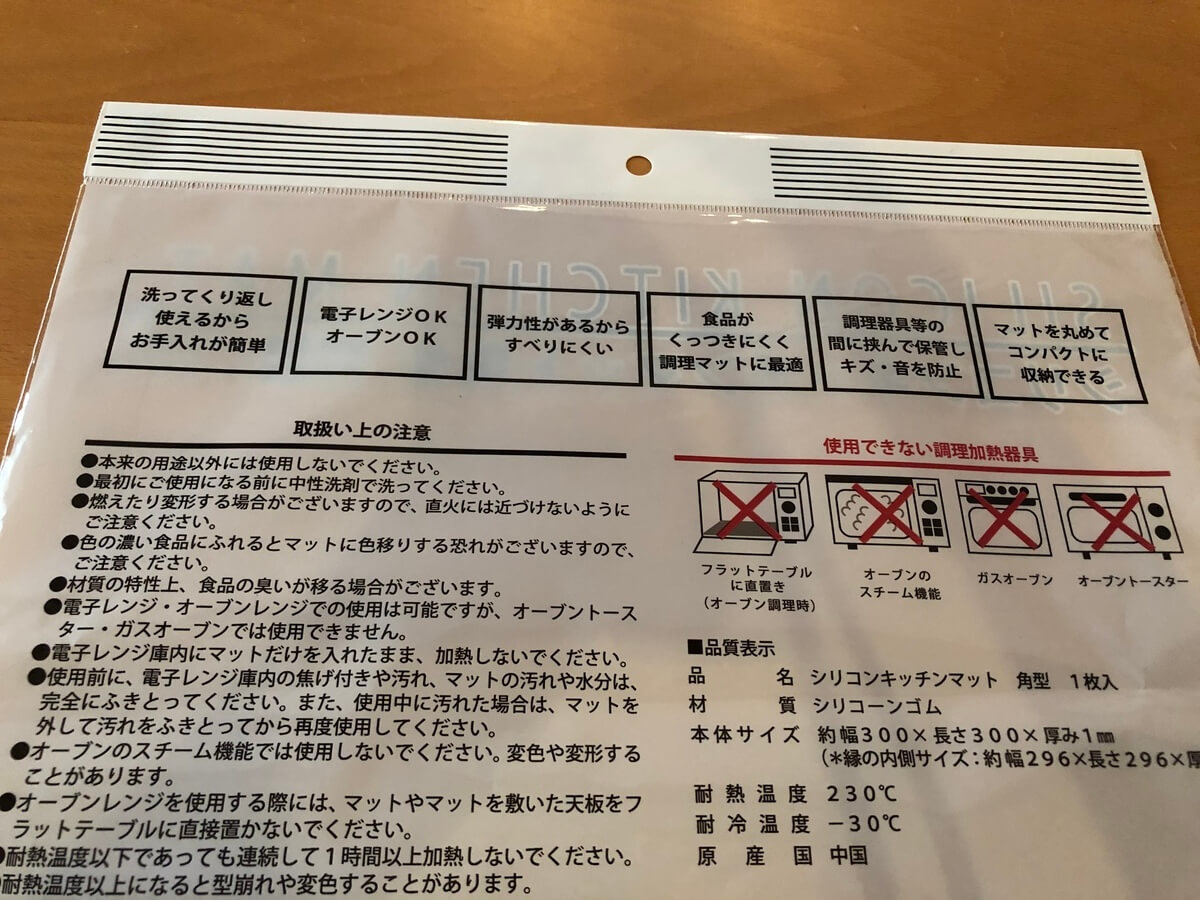 SILICON KITCHEN MAT
洗ってくり返し
使えるから
お手入れが簡単
電子レンジOK
オーブンOK
弾力性があるから
すべりにくい
食品が
くっつきにくく
調理マットに最適
調理器具等の
間に挟んで保管し
キズ・音を防止
マットを丸めて
コンパクトに
収納できる
取扱い上の注意
●本来の用途以外には使用しないでください。
●最初にご使用になる前に中性洗剤で洗ってください。
●燃えたり変形する場合がございますので、直火には近づけないように
ご注意ください。
●色の濃い食品にふれるとマットに色移りする恐れがございますので、
ご注意ください。
●材質の特性上、食品の臭いが移る場合がございます。
●電子レンジ・オーブンレンジでの使用は可能ですが、オーブントース
ター・ガスオーブンでは使用できません。
●電子レンジ庫内にマットだけを入れたまま、加熱しないでください。
●使用前に、電子レンジ庫内の焦げ付きや汚れ、マットの汚れや水分は、
完全にふきとってください。また、使用中に汚れた場合は、マットを
外して汚れをふきとってから再度使用してください。
●オーブンのスチーム機能では使用しないでください。変色や変形する
ことがあります。
●オーブンレンジを使用する際には、マットやマットを敷いた天板をフ
ラットテーブルに直接置かないでください。
●耐熱温度以下であっても連続して1時間以上加熱しないでください。
●耐熱温度以上になると型崩れや変色することがあります。
使用できない調理加熱器具
フラットテーブル
に直置き
（オーブン調理時）
オーブンの
スチーム機能
ガスオーブン
オーブントースター
■品質表示
品名 シリコンキッチンマット 角型 1枚入
材質 シリコーンゴム
本体サイズ 約幅300×長さ300×厚み1㎜
（＊縁の内側サイズ：約幅296×長さ296×厚
耐熱温度 230℃
耐冷温度 −30℃
原産国 中国